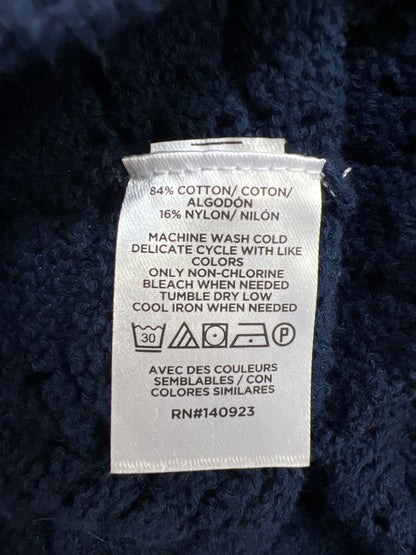 84% COTTON/ COTON/
ALGODÓN
16% NYLON/ NILÓN
MACHINE WASH COLD
DELICATE CYCLE WITH LIKE
COLORS
ONLY NON-CHLORINE
BLEACH WHEN NEEDED
TUMBLE DRY LOW
COOL IRON WHEN NEEDED
30 P
AVEC DES COULEURS
SEMBLABLES / CON
COLORES SIMILARES
RN#140923